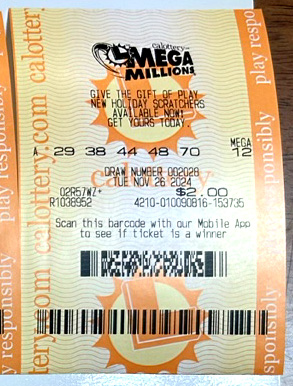 calottery
MEGA
MILLIONS
GIVE THE GIFT OF PLAY
NEW HOLIDAY SCRATCHERS
AVAILABLE NOW!
GET YOURS TODAY.
MEGA
A 29 38 44 48 70 12
DRAW NUMBER 002028
TUE NOV 26 2024
02R57WZ+ $2.00
R1038952 4210-010090816-153735
Scan this barcode with our Mobile App
to see if ticket is a winner
calottery.com
play responsibly